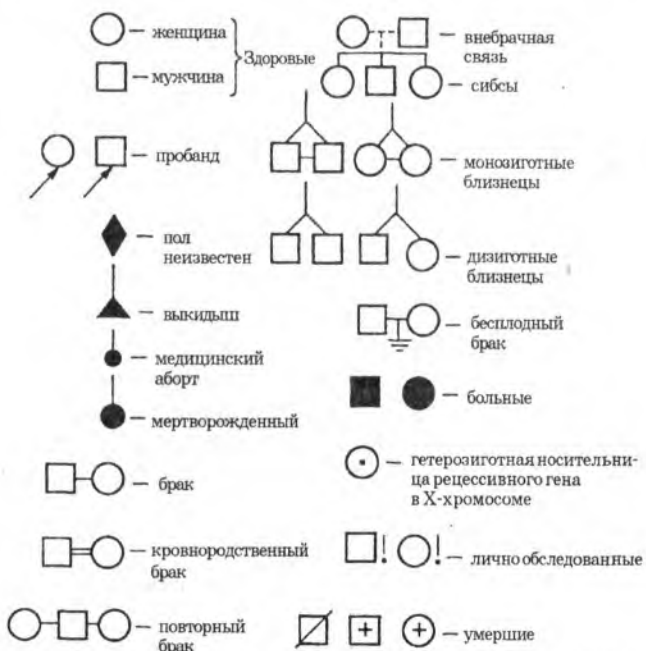 — женщина
— мужчина
Здоровые
— пробанд
— пол
неизвестен
— выкидыш
— медицинский
аборт
— мертворожденный
— брак
— кровнородственный
брак
— повторный
брак
— внебрачная
связь
— сибсы
— монозиготные
близнецы
— дизиготные
близнецы
— бесплодный
брак
— больные
— гетерозиготная носительни-
ца рецессивного гена
в X-хромосоме
! ! — лично обследованные
+ + — умершие